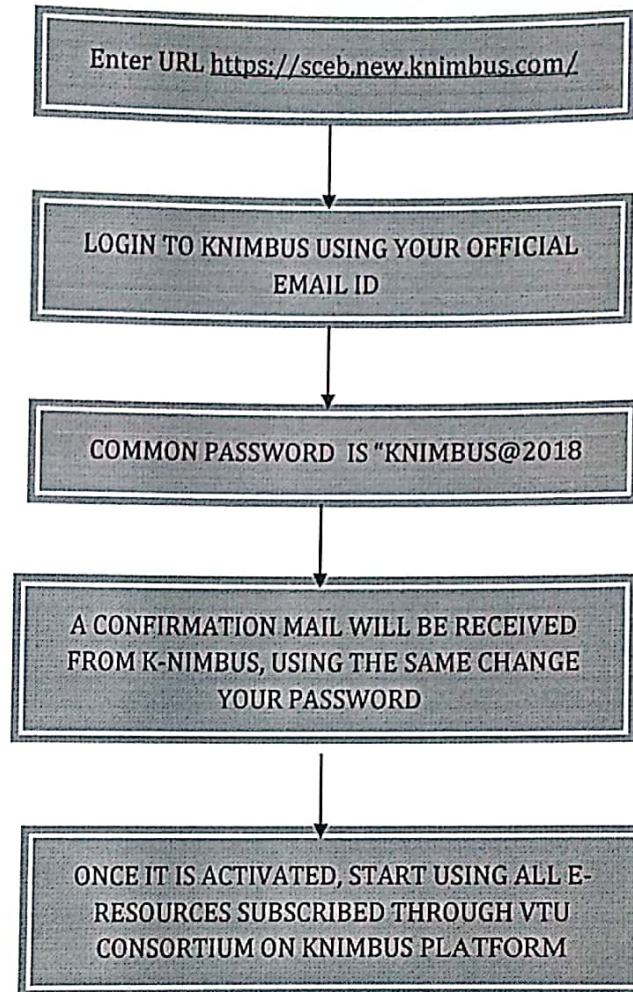 Enter URL https://sceb.new.knimbus.com/
LOGIN TO KNIMBUS USING YOUR OFFICIAL
EMAIL ID
COMMON PASSWORD IS "KNIMBUS@2018
A CONFIRMATION MAIL WILL BE RECEIVED
FROM K-NIMBUS, USING THE SAME CHANGE
YOUR PASSWORD
ONCE IT IS ACTIVATED, START USING ALL E-
RESOURCES SUBSCRIBED THROUGH VTU
CONSORTIUM ON KNIMBUS PLATFORM